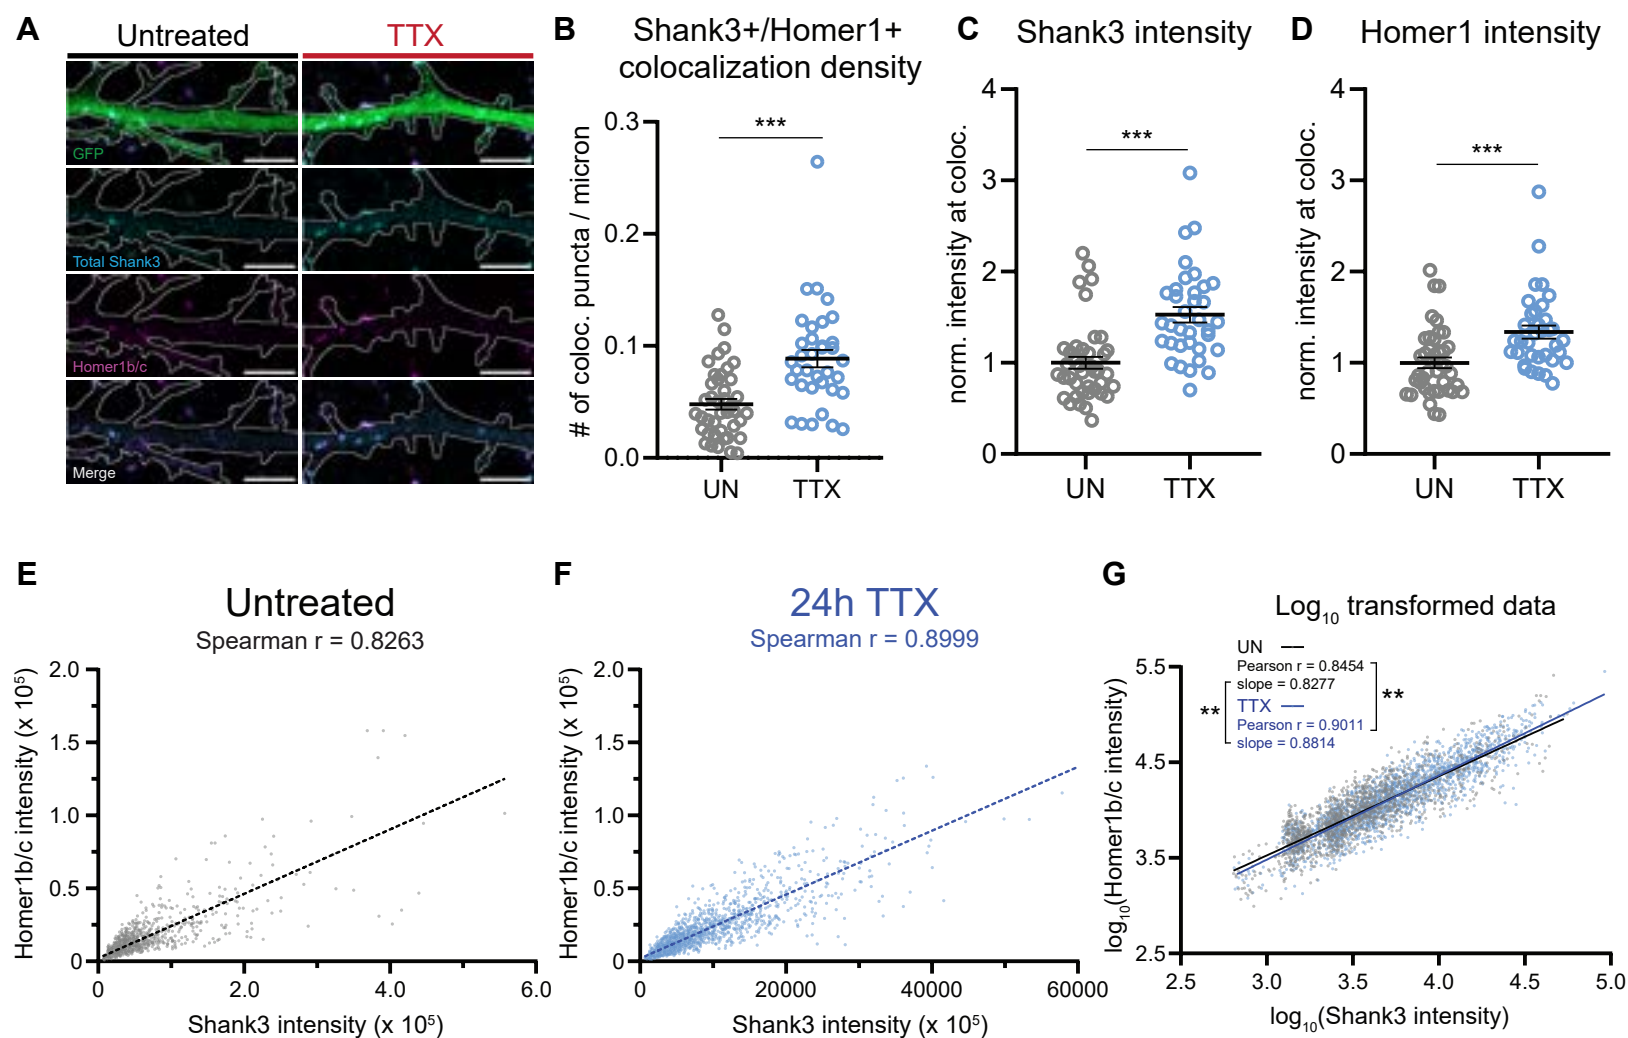 A
Untreated
TTX
GFP
Total Shank3
Homer1b/c
Merge
B
Shank3+/Homer1+
colocalization density
# of coloc. puncta / micron
0.3
0.2
0.1
0.0
***
UN
TTX
C
Shank3 intensity
norm. intensity at coloc.
4
3
2
1
0
***
UN
TTX
D
Homer1 intensity
norm. intensity at coloc.
4
3
2
1
0
***
UN
TTX
E
Untreated
Spearman r = 0.8263
Homer1b/c intensity (x 10⁵)
2.0
1.5
1.0
0.5
0
0
2.0
4.0
6.0
Shank3 intensity (x 10⁵)
F
24h TTX
Spearman r = 0.8999
Homer1b/c intensity (x 10⁵)
2.0
1.5
1.0
0.5
0
0
20000
40000
60000
Shank3 intensity (x 10⁵)
G
Log₁₀ transformed data
UN
Pearson r = 0.8454
slope = 0.8277
TTX
Pearson r = 0.9011
slope = 0.8814
**
**
log₁₀(Homer1b/c intensity)
5.5
4.5
3.5
2.5
2.5
3.0
3.5
4.0
4.5
5.0
log₁₀(Shank3 intensity)